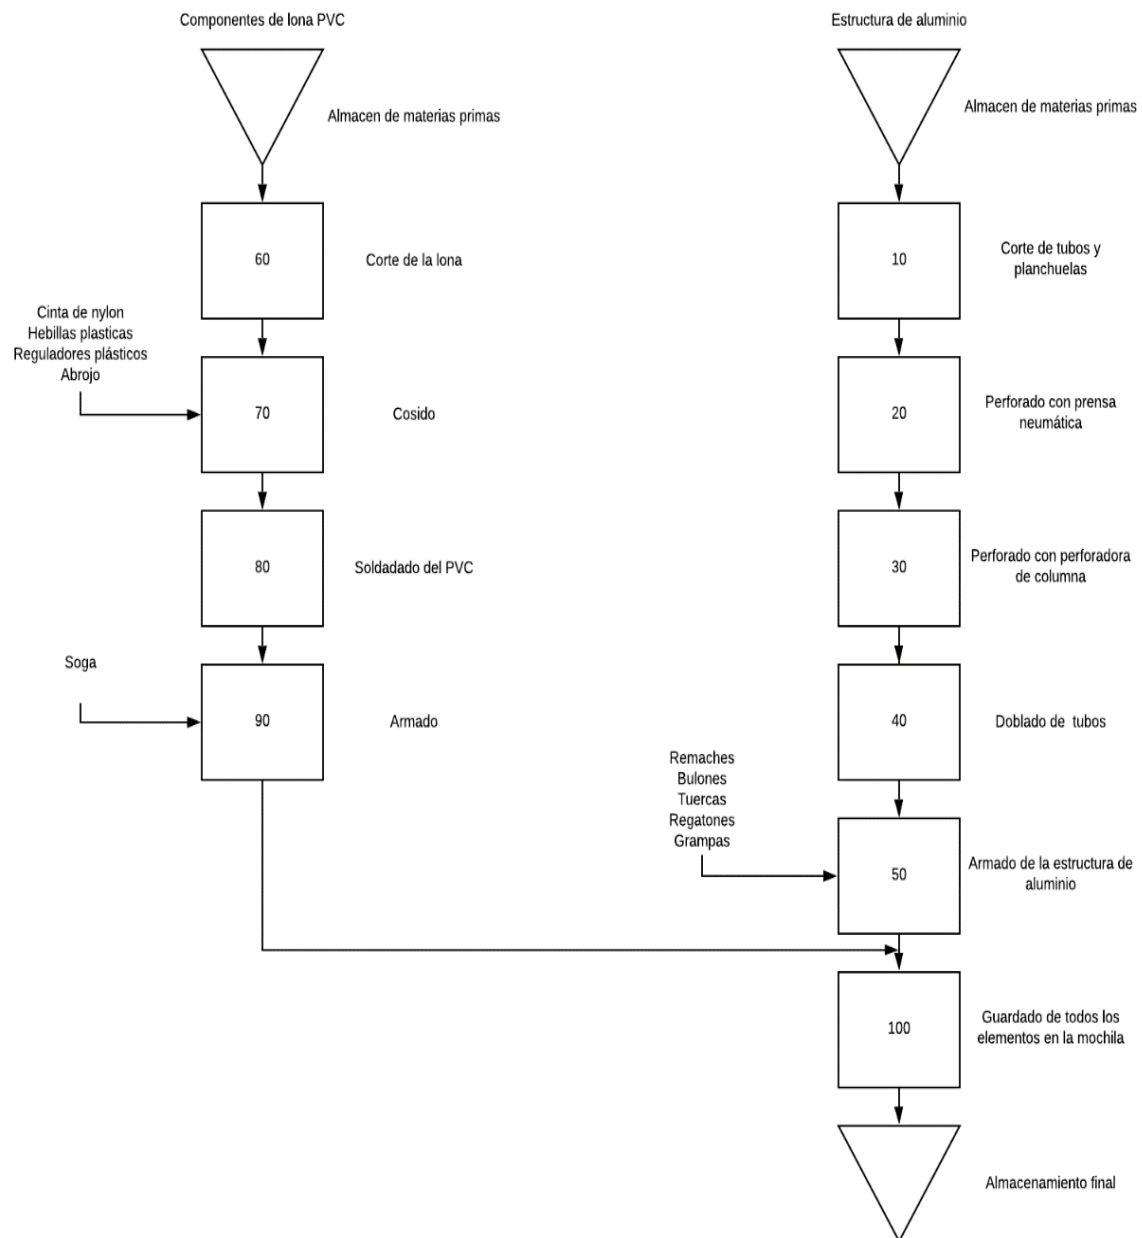 Componentes de lona PVC
Estructura de aluminio
Almacen de materias primas
Almacen de materias primas
60
Corte de la lona
10
Corte de tubos y
planchuelas
Cinta de nylon
Hebillas plasticas
Reguladores plásticos
Abrojo
70
Cosido
20
Perforado con prensa
neumática
80
Soldadado del PVC
30
Perforado con perforadora
de columna
Soga
90
Armado
40
Doblado de tubos
Remaches
Bulones
Tuercas
Regatones
Grampas
50
Armado de la estructura de
aluminio
100
Guardado de todos los
elementos en la mochila
Almacenamiento final